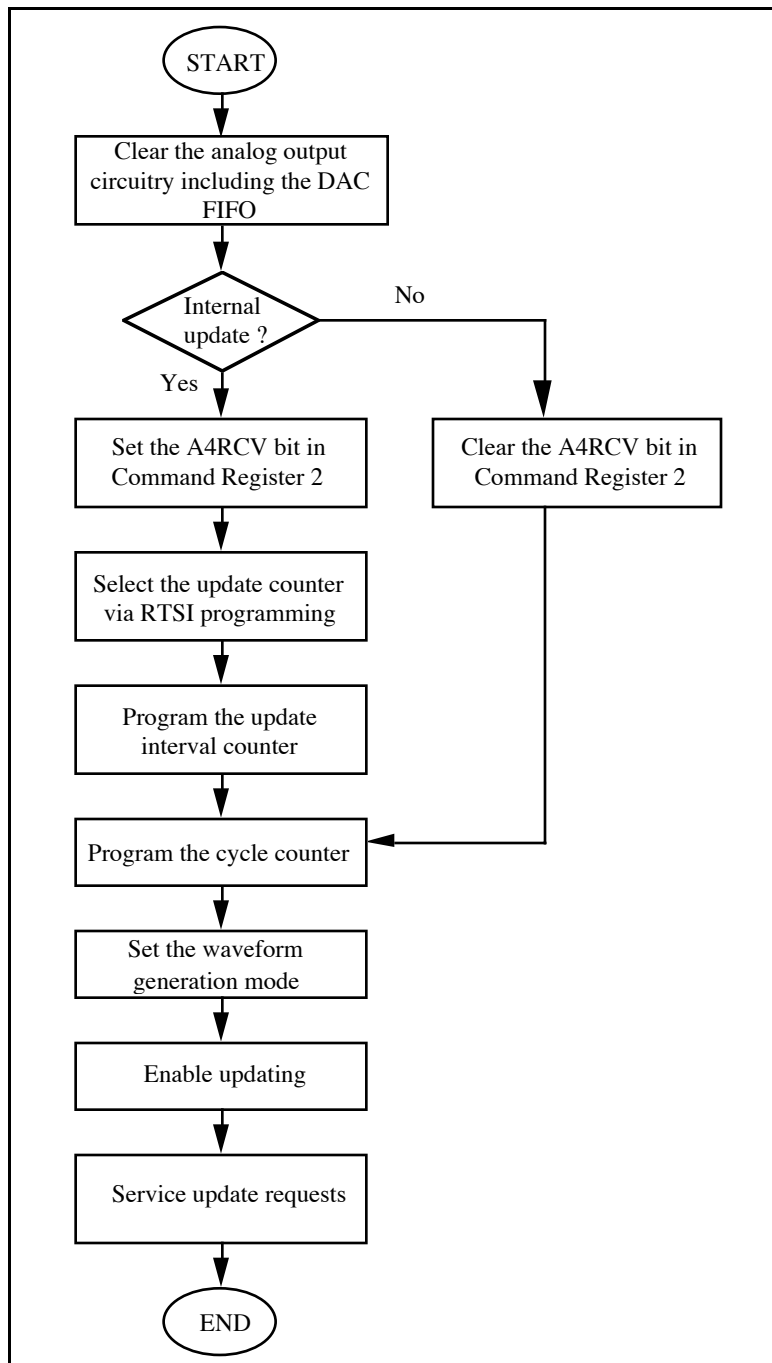 START
Clear the analog output
circuitry including the DAC
FIFO
Internal
update ?
No
Yes
Set the A4RCV bit in
Command Register 2
Clear the A4RCV bit in
Command Register 2
Select the update counter
via RTSI programming
Program the update
interval counter
Program the cycle counter
Set the waveform
generation mode
Enable updating
Service update requests
END